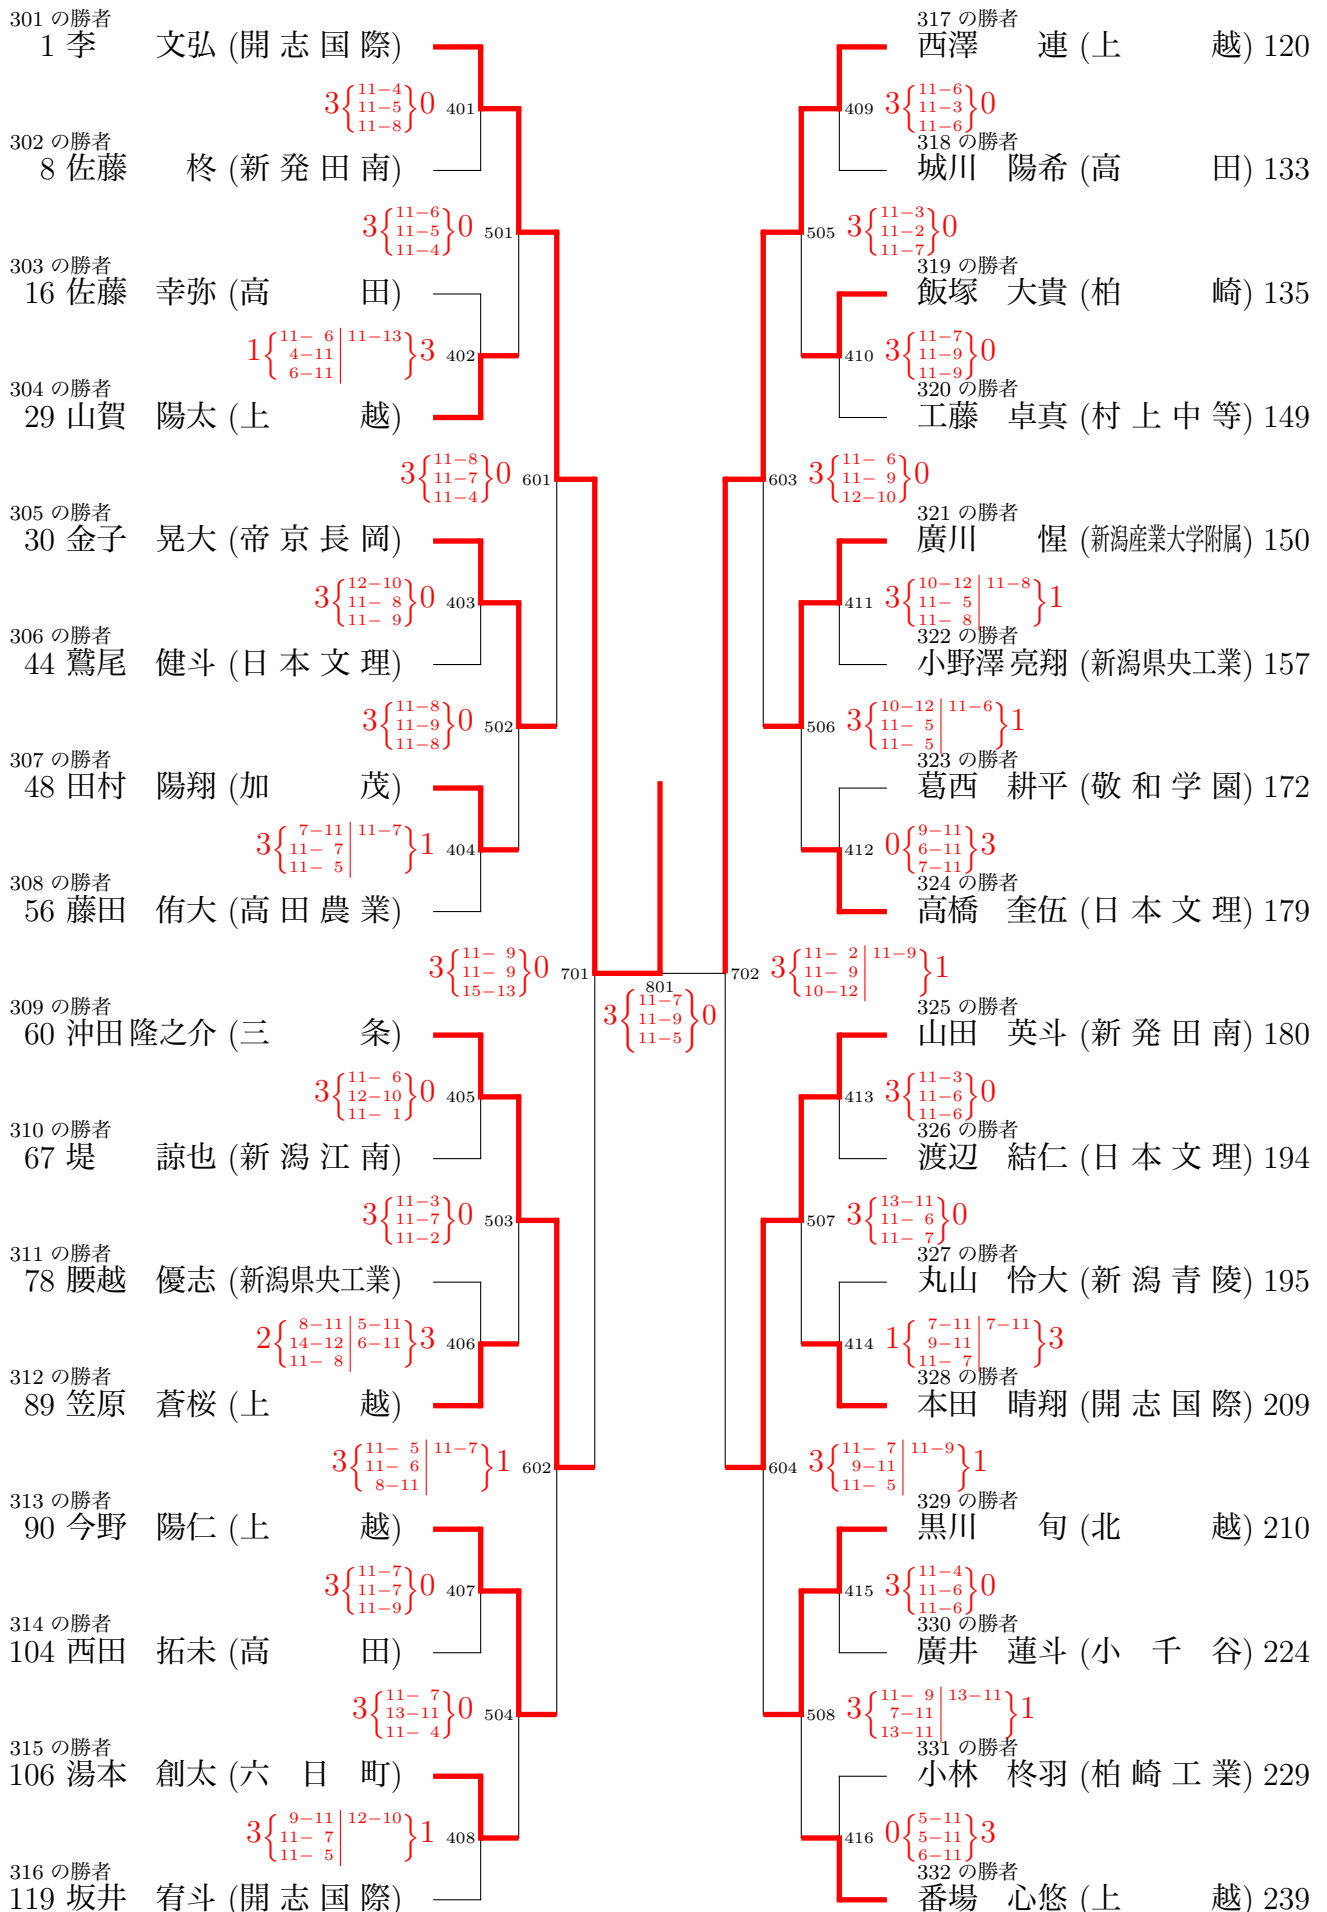 301 の勝者
1 李　　文弘 (開 志 国 際)
3{11−4 11−5 11−8}0 401
302 の勝者
8 佐藤　　柊 (新 発 田 南)
3{11−6 11−5 11−4}0 501
303 の勝者
16 佐藤　幸弥 (高　　　田)
1{11− 6 4−11 6−11 | 11−13}3 402
304 の勝者
29 山賀　陽太 (上　　　越)
3{11−8 11−7 11−4}0 601
305 の勝者
30 金子　晃大 (帝 京 長 岡)
3{12−10 11− 8 11− 9}0 403
306 の勝者
44 鷲尾　健斗 (日 本 文 理)
3{11−8 11−9 11−8}0 502
307 の勝者
48 田村　陽翔 (加　　　茂)
3{7−11 11− 7 11− 5 | 11−7}1 404
308 の勝者
56 藤田　侑大 (高 田 農 業)
3{11− 9 11− 9 15−13}0 701
309 の勝者
60 沖田隆之介 (三　　　条)
3{11− 6 12−10 11− 1}0 405
310 の勝者
67 堤　　諒也 (新 潟 江 南)
3{11−3 11−7 11−2}0 503
311 の勝者
78 腰越　優志 (新潟県央工業)
2{8−11 14−12 11− 8 | 5−11 6−11}3 406
312 の勝者
89 笠原　蒼桜 (上　　　越)
3{11− 5 11− 6 8−11 | 11−7}1 602
313 の勝者
90 今野　陽仁 (上　　　越)
3{11−7 11−7 11−9}0 407
314 の勝者
104 西田　拓未 (高　　　田)
3{11− 7 13−11 11− 4}0 504
315 の勝者
106 湯本　創太 (六　日　町)
3{9−11 11− 7 11− 5 | 12−10}1 408
316 の勝者
119 坂井　宥斗 (開 志 国 際)
801
3{11−7 11−9 11−5}0
317 の勝者
西澤　　連 (上　　　越) 120
409 3{11−6 11−3 11−6}0
318 の勝者
城川　陽希 (高　　　田) 133
505 3{11−3 11−2 11−7}0
319 の勝者
飯塚　大貴 (柏　　　崎) 135
410 3{11−7 11−9 11−9}0
320 の勝者
工藤　卓真 (村 上 中 等) 149
603 3{11− 6 11− 9 12−10}0
321 の勝者
廣川　　惺 (新潟産業大学附属) 150
411 3{10−12 11− 5 11− 8 | 11−8}1
322 の勝者
小野澤亮翔 (新潟県央工業) 157
506 3{10−12 11− 5 11− 5 | 11−6}1
323 の勝者
葛西　耕平 (敬 和 学 園) 172
412 0{9−11 6−11 7−11}3
324 の勝者
高橋　奎伍 (日 本 文 理) 179
702 3{11− 2 11− 9 10−12 | 11−9}1
325 の勝者
山田　英斗 (新 発 田 南) 180
413 3{11−3 11−6 11−6}0
326 の勝者
渡辺　結仁 (日 本 文 理) 194
507 3{13−11 11− 6 11− 7}0
327 の勝者
丸山　怜大 (新 潟 青 陵) 195
414 1{7−11 9−11 11− 7 | 7−11}3
328 の勝者
本田　晴翔 (開 志 国 際) 209
604 3{11− 7 9−11 11− 5 | 11−9}1
329 の勝者
黒川　　旬 (北　　　越) 210
415 3{11−4 11−6 11−6}0
330 の勝者
廣井　蓮斗 (小　千　谷) 224
508 3{11− 9 7−11 13−11 | 13−11}1
331 の勝者
小林　柊羽 (柏 崎 工 業) 229
416 0{5−11 5−11 6−11}3
332 の勝者
番場　心悠 (上　　　越) 239